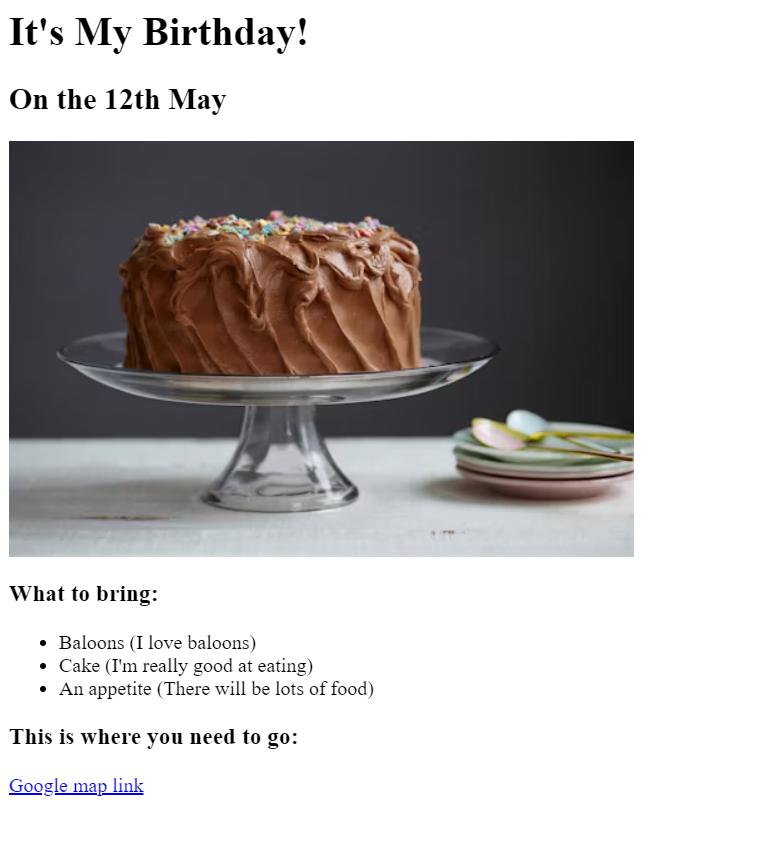 It's My Birthday!
On the 12th May
What to bring:
Baloons (I love baloons)
Cake (I'm really good at eating)
An appetite (There will be lots of food)
This is where you need to go:
Google map link